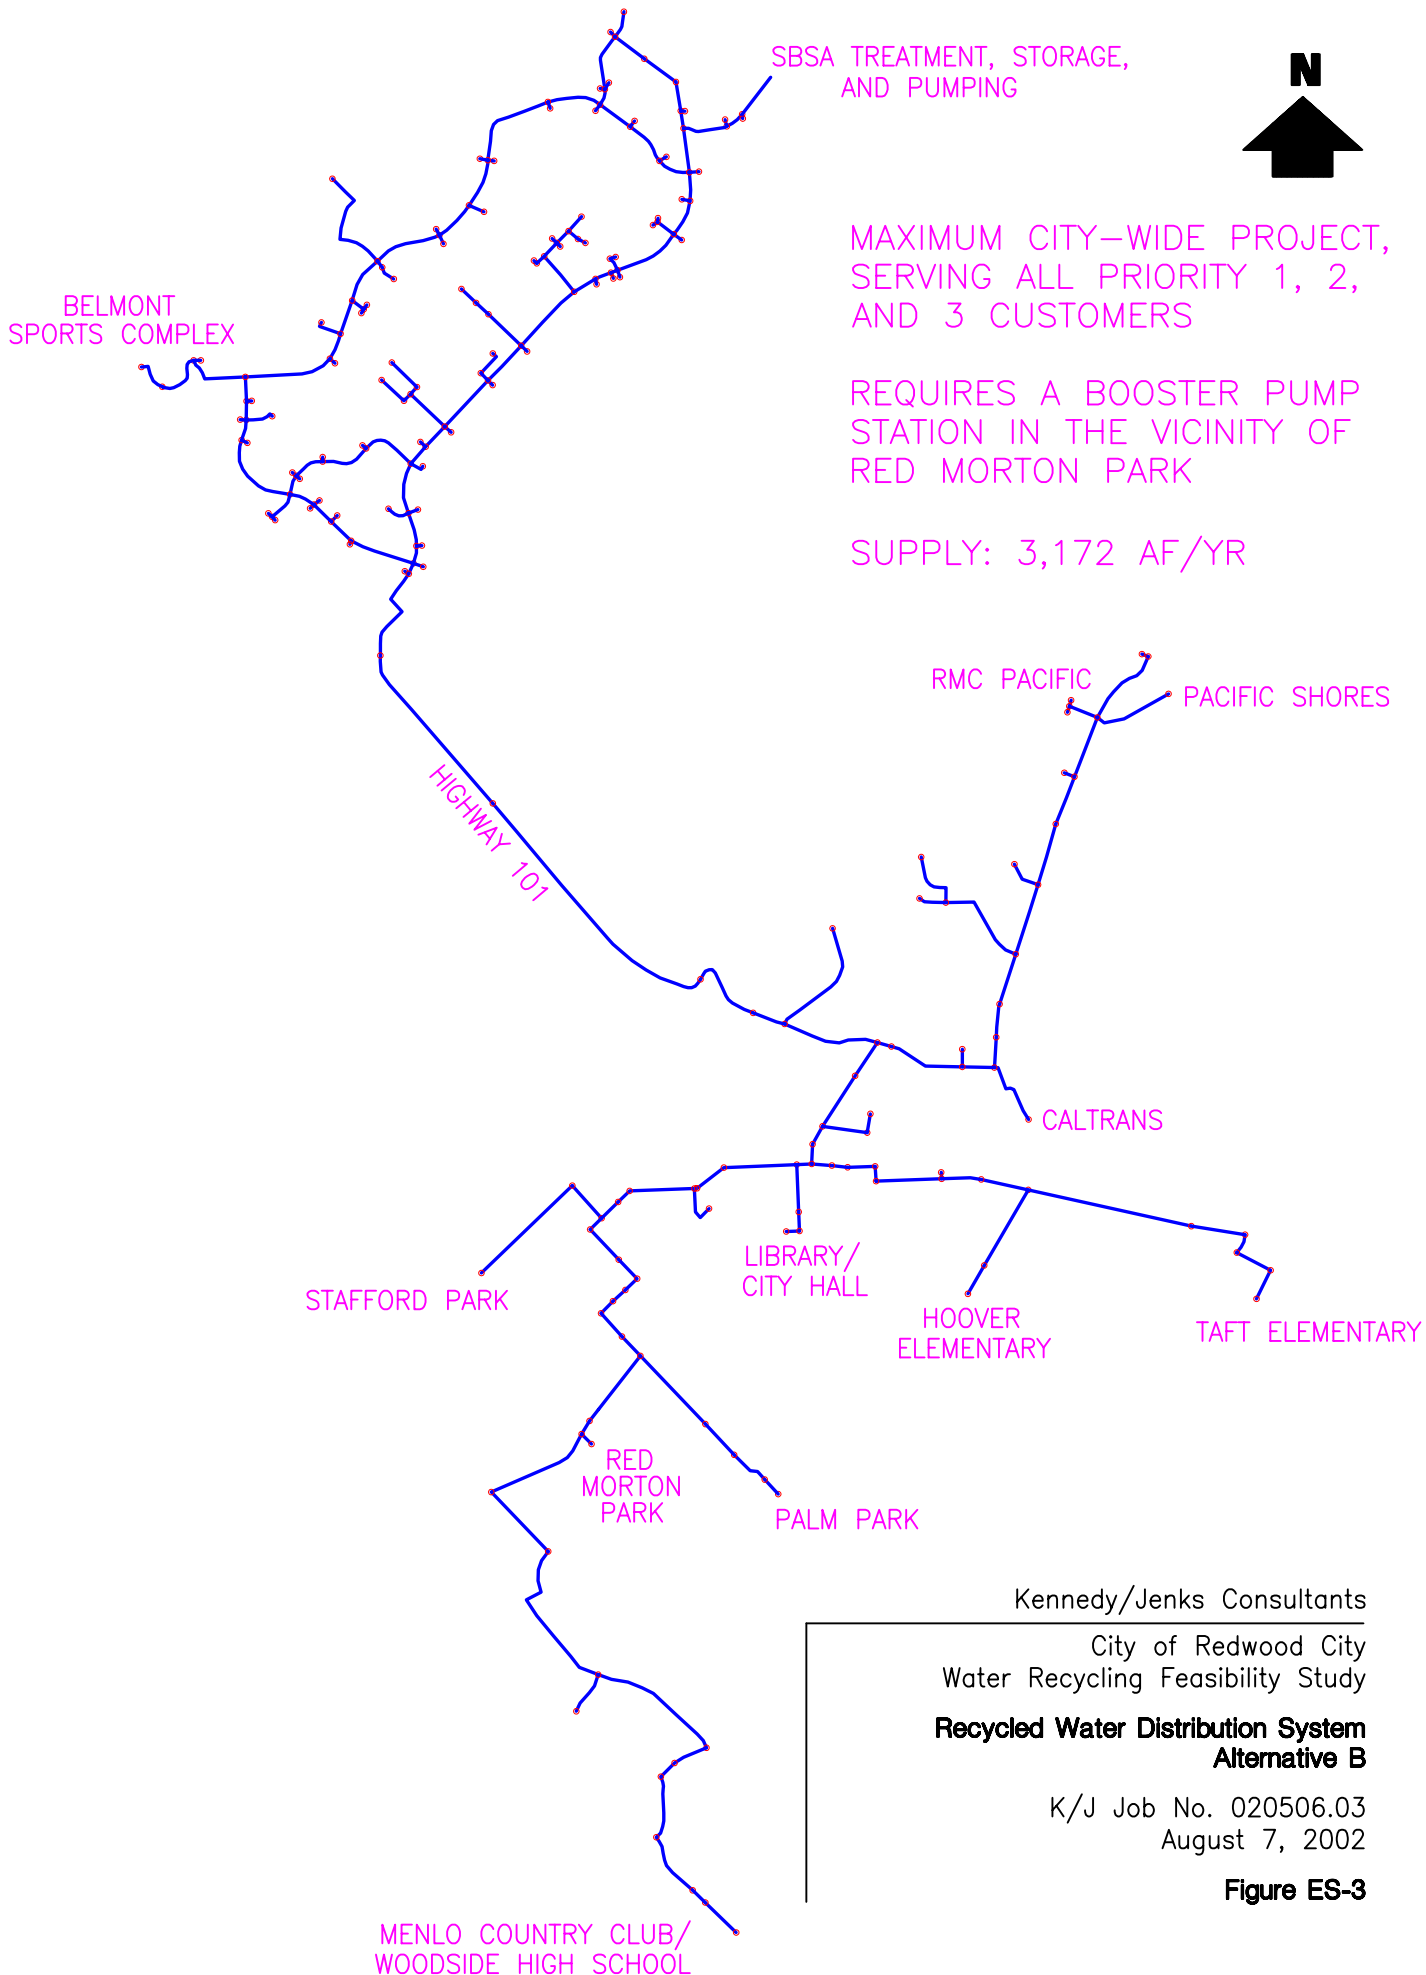 SBSA TREATMENT, STORAGE,
AND PUMPING
N
MAXIMUM CITY-WIDE PROJECT,
SERVING ALL PRIORITY 1, 2,
AND 3 CUSTOMERS
BELMONT
SPORTS COMPLEX
REQUIRES A BOOSTER PUMP
STATION IN THE VICINITY OF
RED MORTON PARK
SUPPLY: 3,172 AF/YR
RMC PACIFIC
PACIFIC SHORES
HIGHWAY 101
CALTRANS
LIBRARY/
CITY HALL
STAFFORD PARK
HOOVER
ELEMENTARY
TAFT ELEMENTARY
RED
MORTON
PARK
PALM PARK
Kennedy/Jenks Consultants
City of Redwood City
Water Recycling Feasibility Study
Recycled Water Distribution System
Alternative B
K/J Job No. 020506.03
August 7, 2002
Figure ES-3
MENLO COUNTRY CLUB/
WOODSIDE HIGH SCHOOL